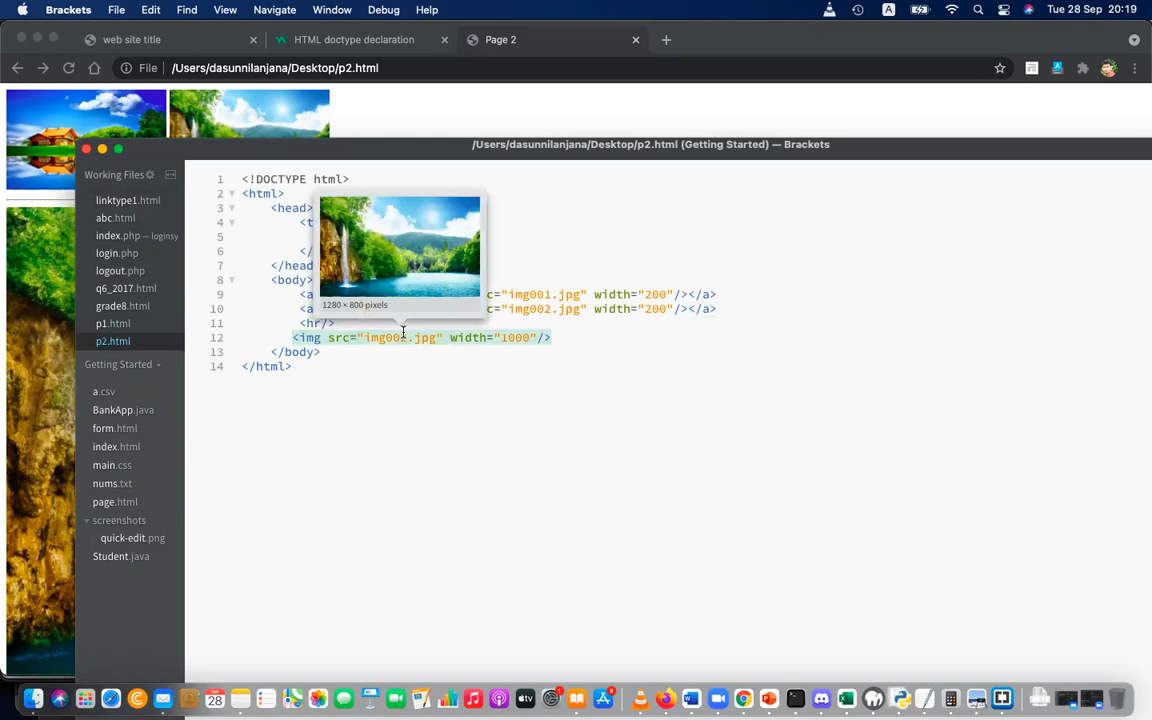 Brackets File Edit Find View Navigate Window Debug Help A Tue 28 Sep 20:19
web site title HTML doctype declaration Page 2
File /Users/dasunnilanjana/Desktop/p2.html
/Users/dasunnilanjana/Desktop/p2.html (Getting Started) — Brackets
Working Files
linktype1.html
abc.html
index.php — loginsy
login.php
logout.php
q6_2017.html
grade8.html
p1.html
p2.html
Getting Started
a.csv
BankApp.java
form.html
index.html
main.css
nums.txt
page.html
screenshots
quick-edit.png
Student.java
1 <!DOCTYPE html>
2 <html>
3 <head>
4 <t
5
6 </
7 </head
8 <body>
9 <a c="img001.jpg" width="200"/></a>
10 <a c="img002.jpg" width="200"/></a>
11 <hr/>
12 <img src="img002.jpg" width="1000"/>
13 </body>
14 </html>
1280 × 800 pixels
SEP
28